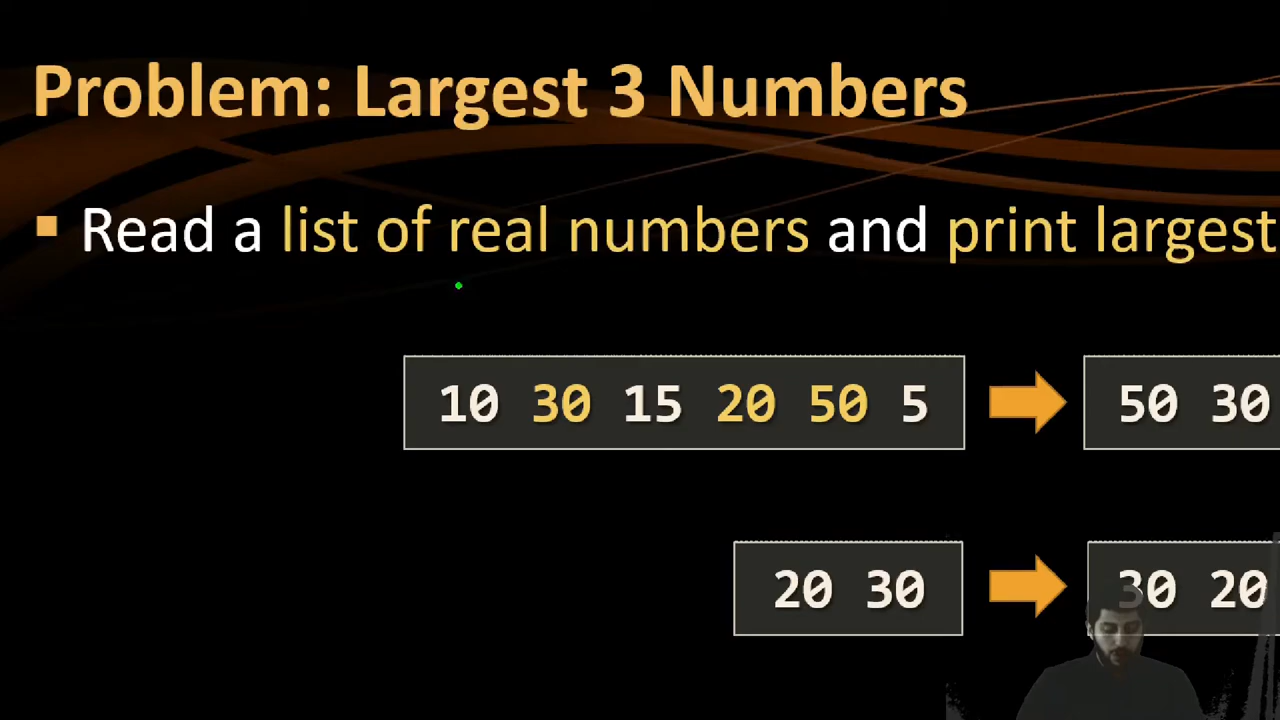 Problem: Largest 3 Numbers
Read a list of real numbers and print largest
10 30 15 20 50 5 50 30
20 30 30 20